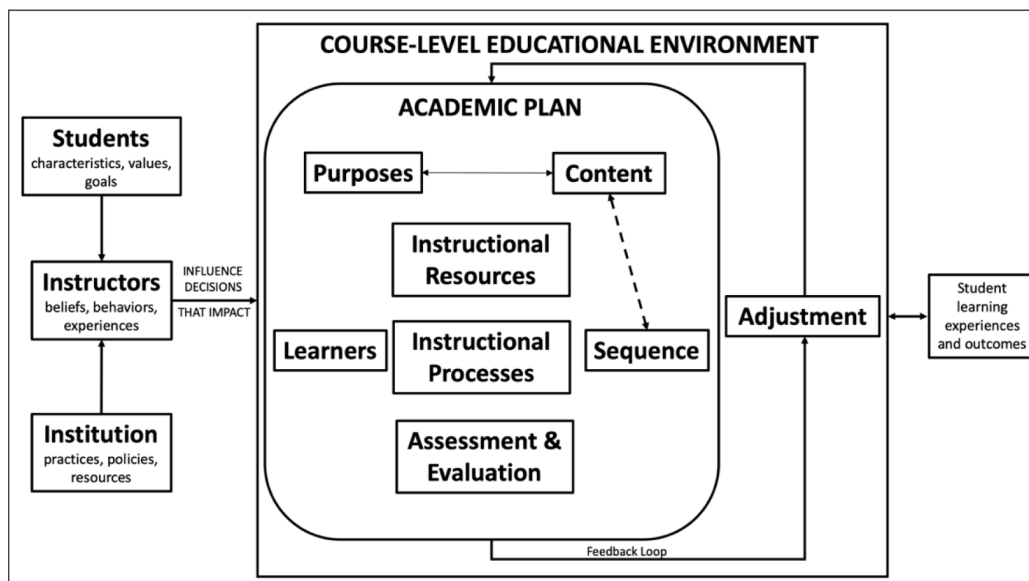 COURSE-LEVEL EDUCATIONAL ENVIRONMENT
ACADEMIC PLAN
Students
characteristics, values,
goals
Purposes
Content
Instructional
Resources
Instructors
beliefs, behaviors,
experiences
INFLUENCE
DECISIONS
THAT IMPACT
Learners
Instructional
Processes
Sequence
Adjustment
Student
learning
experiences
and outcomes
Institution
practices, policies,
resources
Assessment &
Evaluation
Feedback Loop